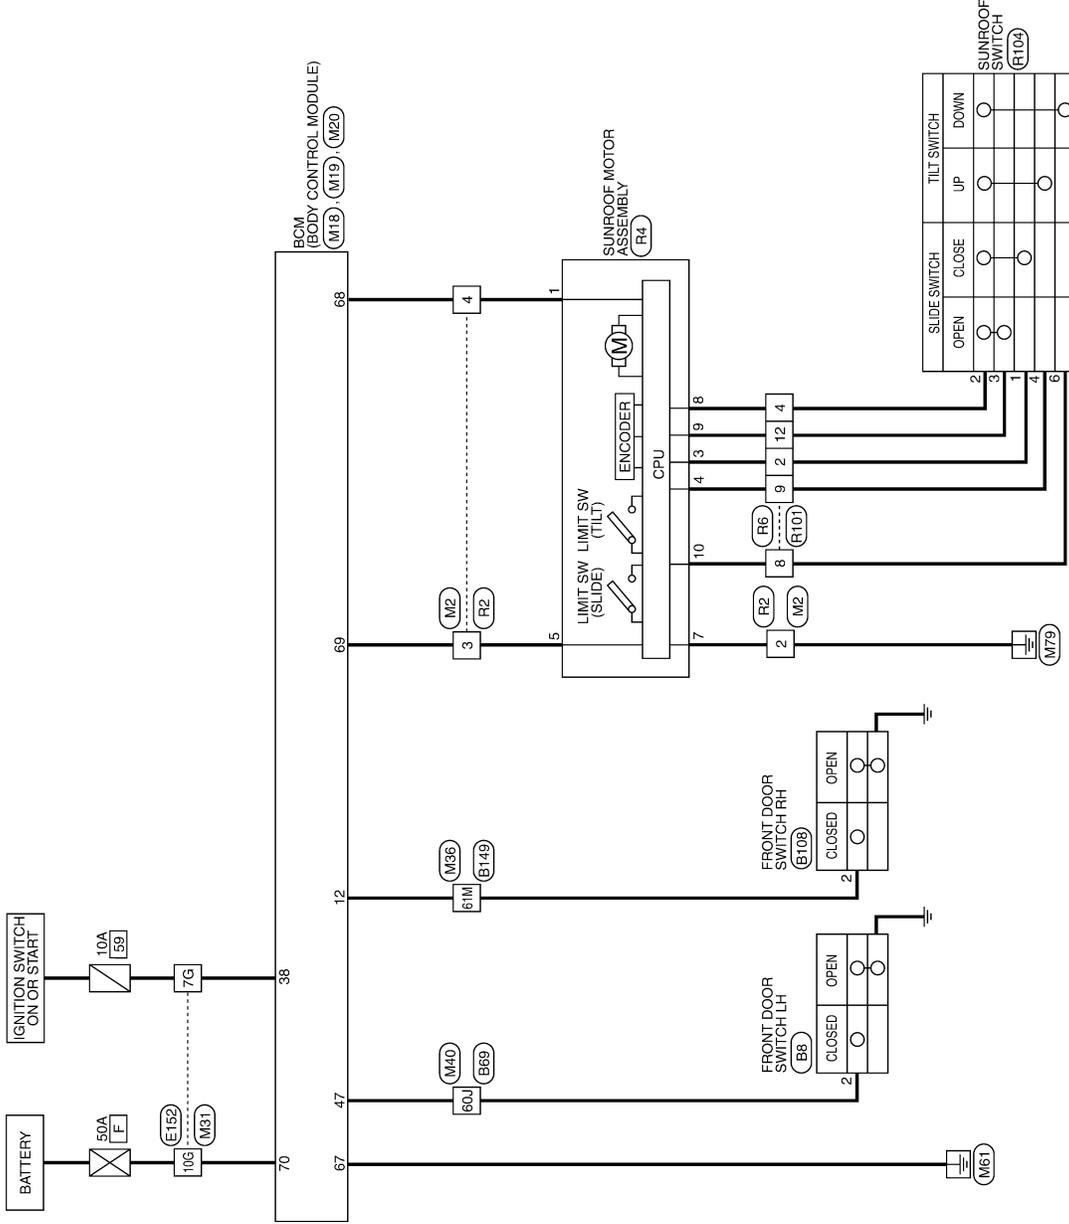 BATTERY
50A
F
10G
E152
M31
70
IGNITION SWITCH
ON OR START
10A
59
7G
38
BCM
(BODY CONTROL MODULE)
M18 , M19 , M20
67
47
12
69
68
M61
60J
M40
B69
FRONT DOOR
SWITCH LH
B8
CLOSED
OPEN
2
61M
M36
B149
FRONT DOOR
SWITCH RH
B108
CLOSED
OPEN
2
3
M2
R2
4
5
1
SUNROOF MOTOR
ASSEMBLY
R4
LIMIT SW
(SLIDE)
LIMIT SW
(TILT)
ENCODER
M
CPU
7
10
4
3
9
8
2
R2
M2
M79
8
R6
R101
9
2
12
4
SUNROOF
SWITCH
R104
SLIDE SWITCH
TILT SWITCH
OPEN
CLOSE
UP
DOWN
2
3
1
4
6